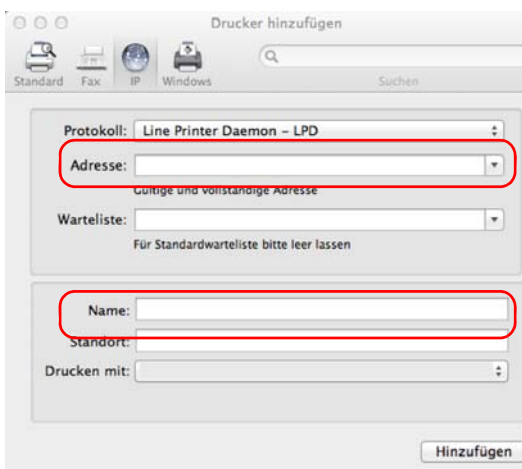 Drucker hinzufügen
Standard Fax IP Windows Suchen
Protokoll: Line Printer Daemon – LPD
Adresse:
Gültige und vollständige Adresse
Warteliste:
Für Standardwarteliste bitte leer lassen
Name:
Standort:
Drucken mit:
Hinzufügen